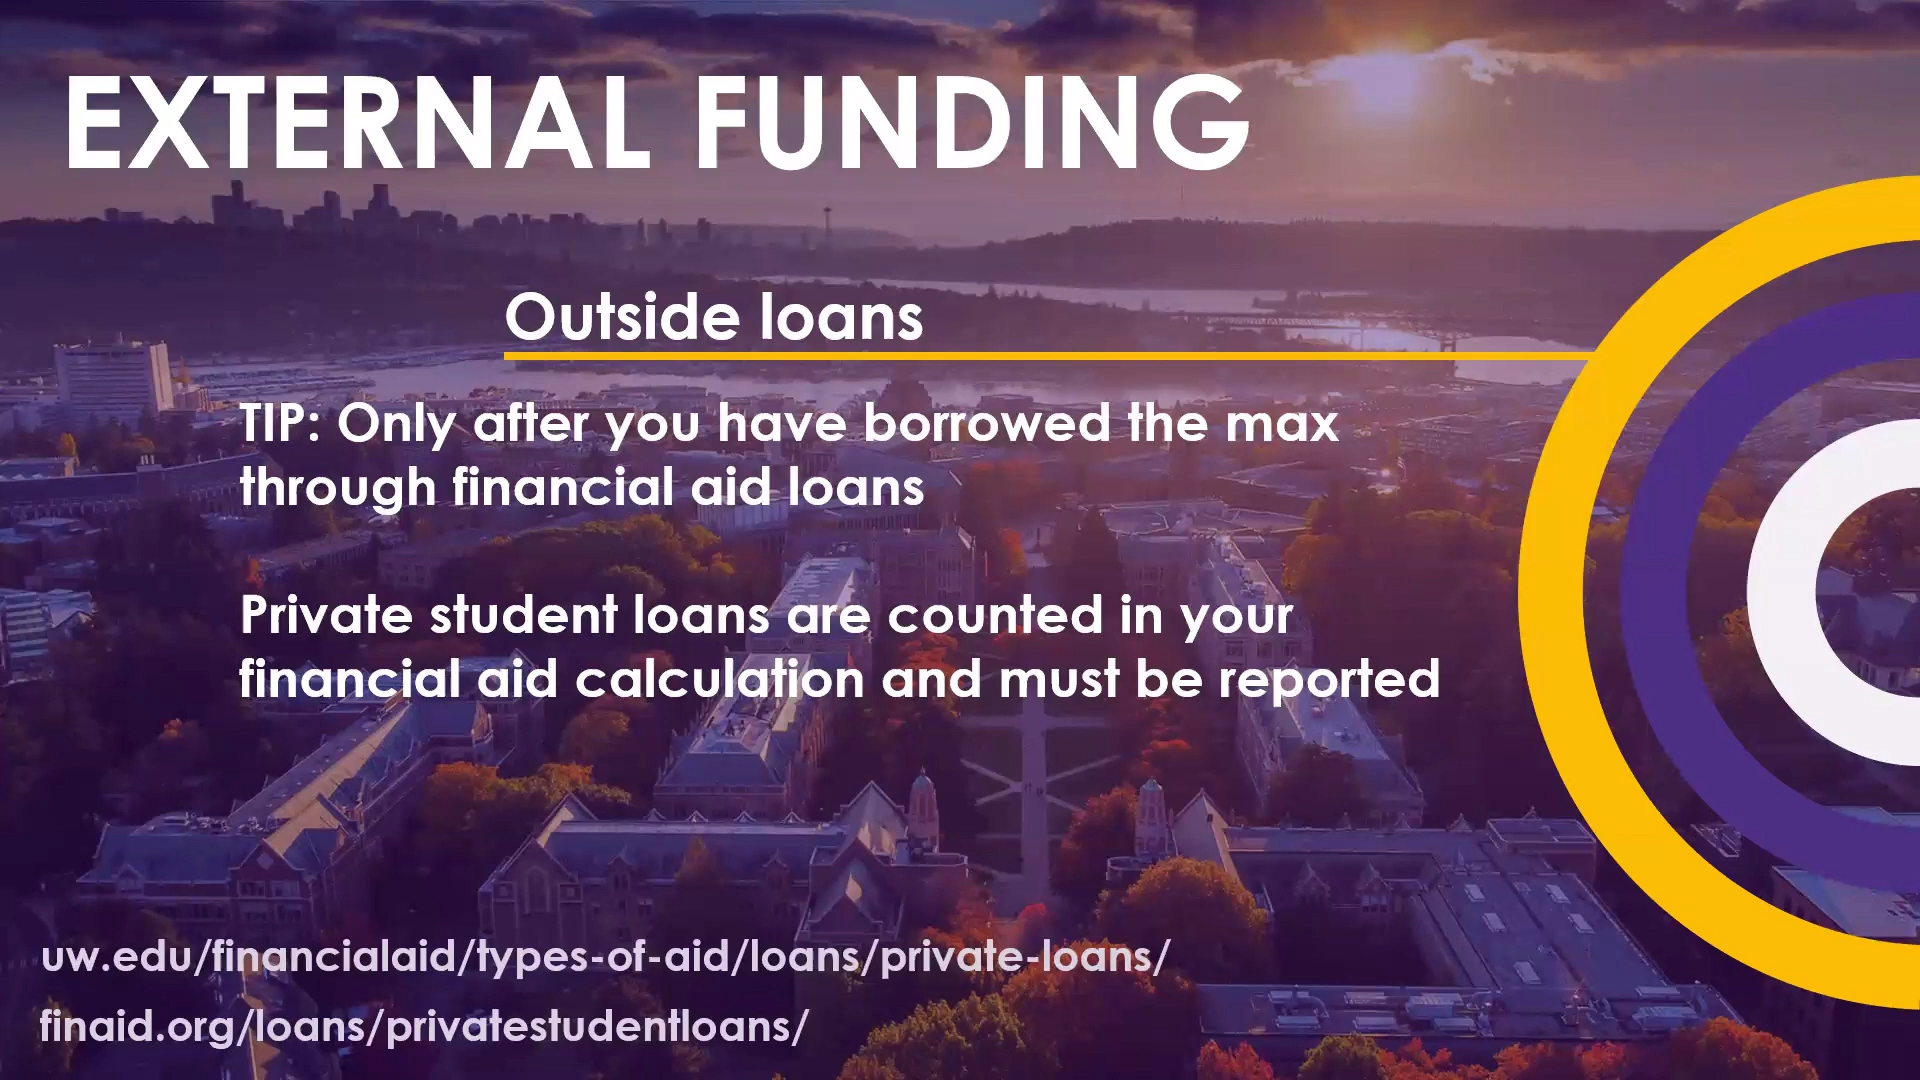 EXTERNAL FUNDING
Outside loans
TIP: Only after you have borrowed the max
through financial aid loans
Private student loans are counted in your
financial aid calculation and must be reported
uw.edu/financialaid/types-of-aid/loans/private-loans/
finaid.org/loans/privatestudentloans/